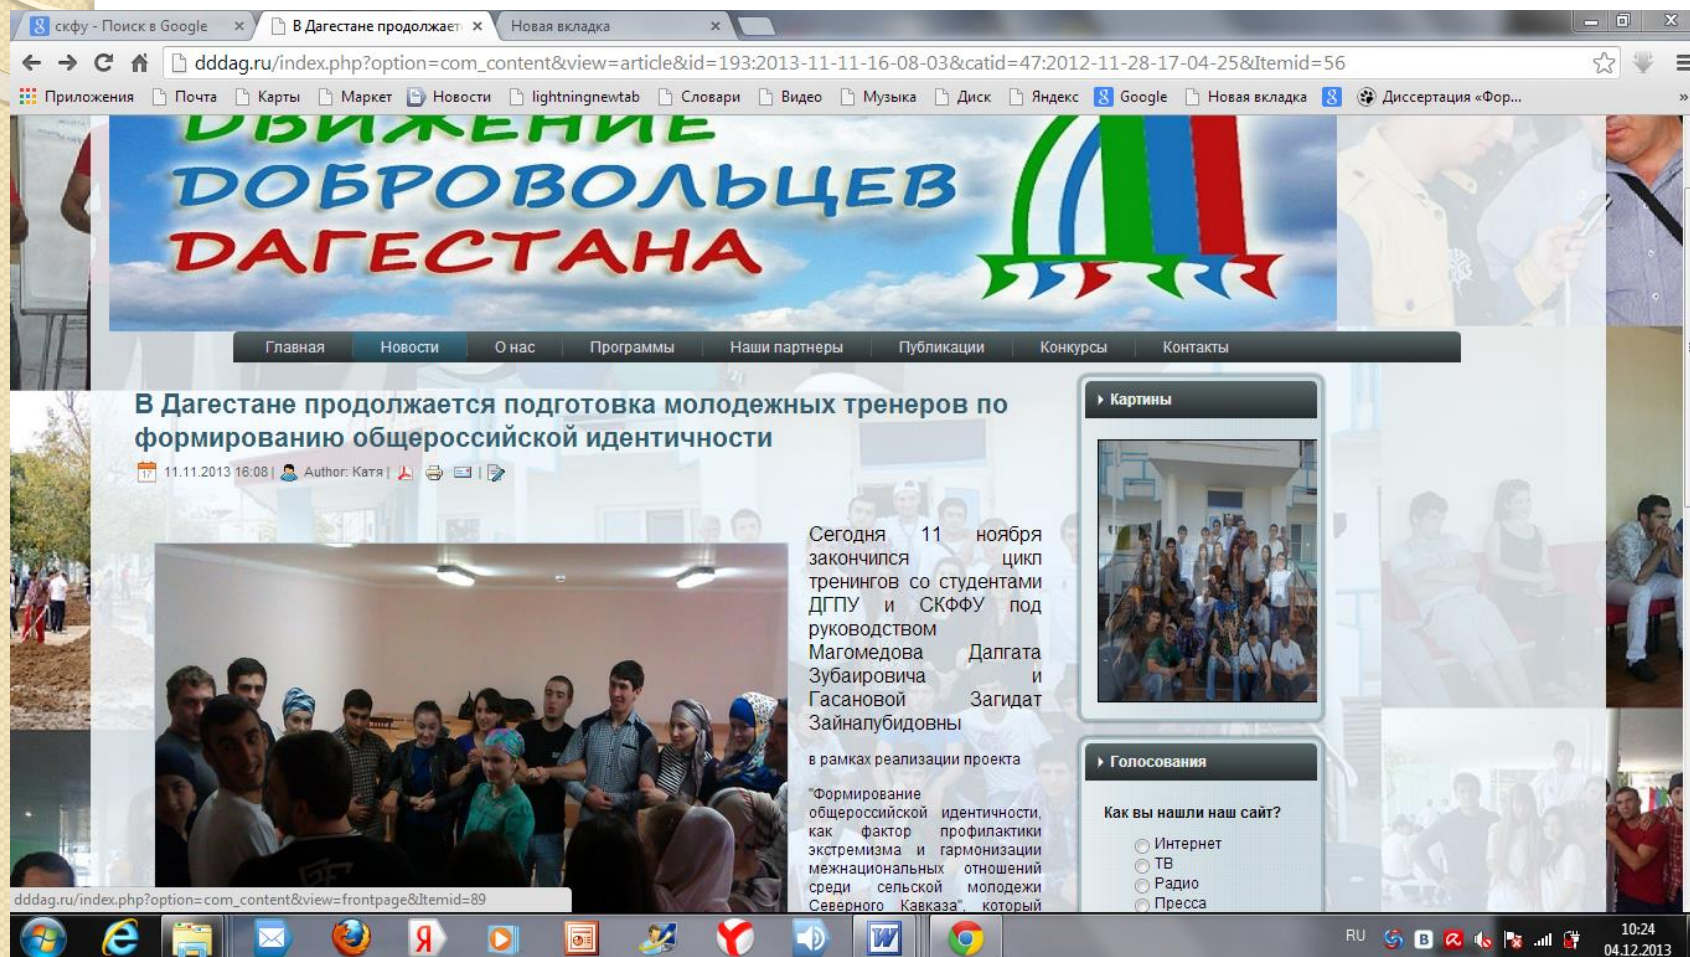 скфу - Поиск в Google
В Дагестане продолжает
Новая вкладка
dddag.ru/index.php?option=com_content&view=article&id=193:2013-11-11-16-08-03&catid=47:2012-11-28-17-04-25&Itemid=56
Приложения Почта Карты Маркет Новости lightningnewtab Словари Видео Музыка Диск Яндекс Google Новая вкладка Диссертация «Фор... »
ДВИЖЕНИЕ
ДОБРОВОЛЬЦЕВ
ДАГЕСТАНА
Главная Новости О нас Программы Наши партнеры Публикации Конкурсы Контакты
В Дагестане продолжается подготовка молодежных тренеров по
формированию общероссийской идентичности
17 11.11.2013 16:08 | Author: Катя | |
Сегодня 11 ноября
закончился цикл
тренингов со студентами
ДГПУ и СКФФУ под
руководством
Магомедова Далгата
Зубаировича и
Гасановой Загидат
Зайналубидовны
в рамках реализации проекта
"Формирование
общероссийской идентичности,
как фактор профилактики
экстремизма и гармонизации
межнациональных отношений
среди сельской молодежи
Северного Кавказа", который
Картины
Голосования
Как вы нашли наш сайт?
Интернет
ТВ
Радио
Пресса
dddag.ru/index.php?option=com_content&view=frontpage&Itemid=89
RU
10:24
04.12.2013